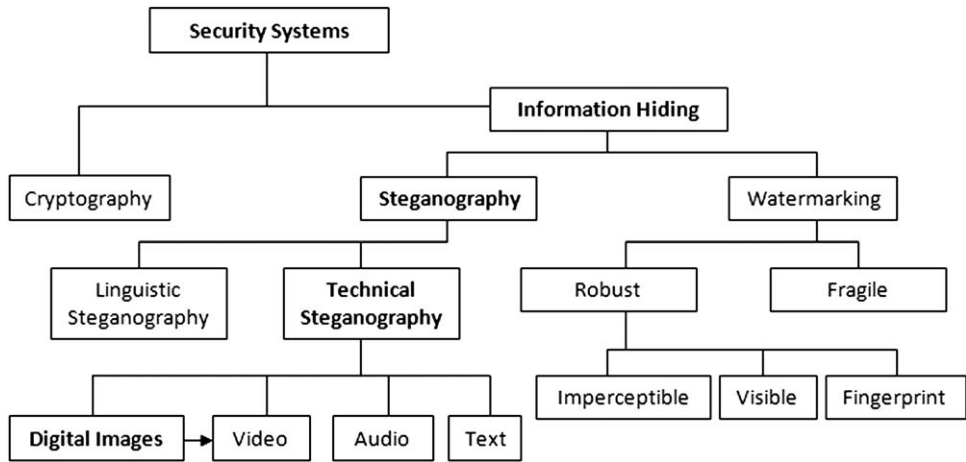 Security Systems
Information Hiding
Cryptography
Steganography
Watermarking
Linguistic
Steganography
Technical
Steganography
Robust
Fragile
Imperceptible
Visible
Fingerprint
Digital Images
Video
Audio
Text